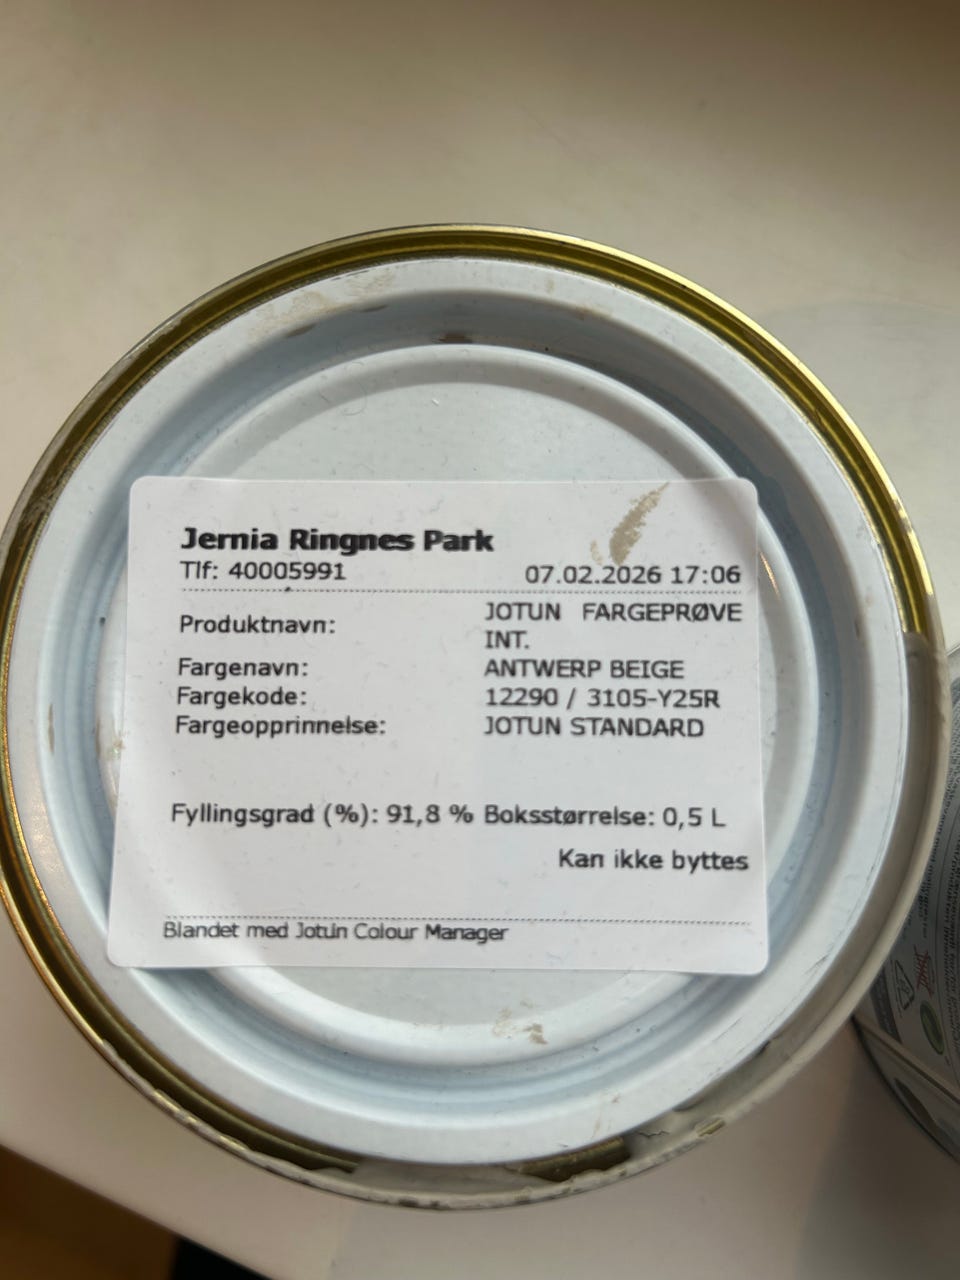 Jernia Ringnes Park
Tlf: 40005991 07.02.2026 17:06
Produktnavn: JOTUN FARGEPRØVE
INT.
Fargenavn: ANTWERP BEIGE
Fargekode: 12290 / 3105-Y25R
Fargeopprinnelse: JOTUN STANDARD
Fyllingsgrad (%): 91,8 % Boksstørrelse: 0,5 L
Kan ikke byttes
Blandet med Jotun Colour Manager